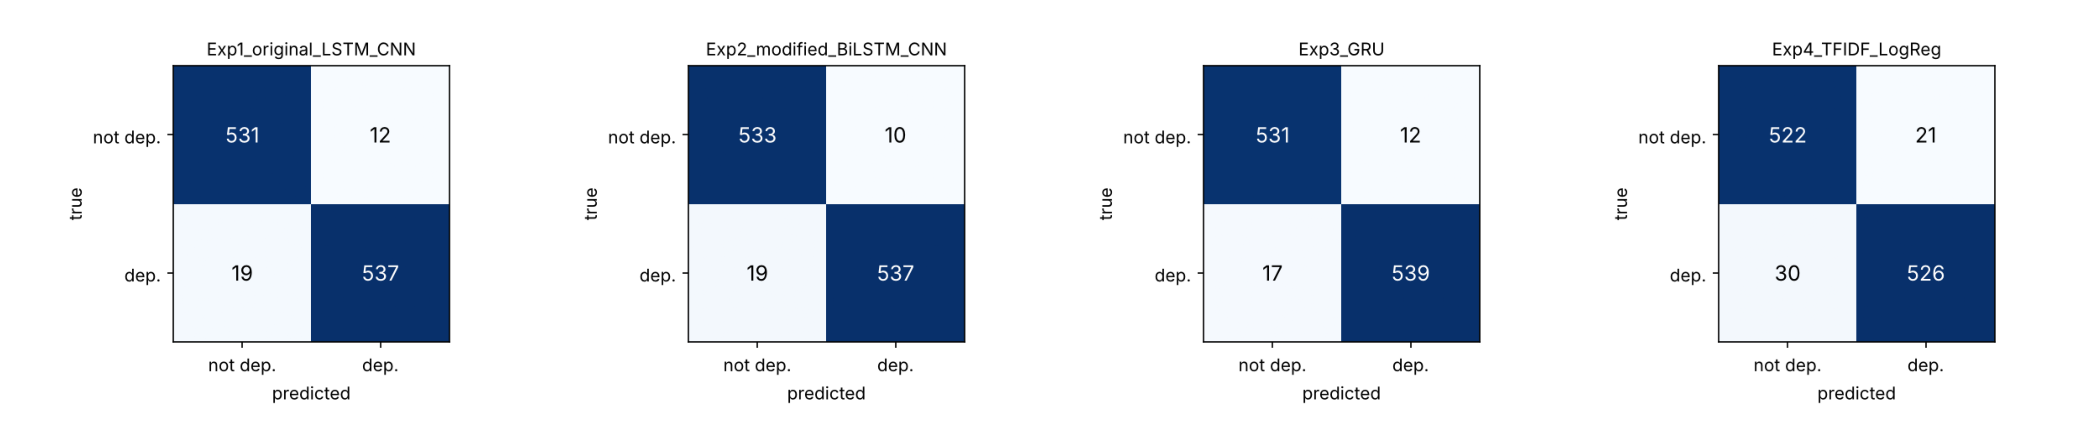 Exp1_original_LSTM_CNN
not dep.
531
12
true
dep.
19
537
not dep.
dep.
predicted
Exp2_modified_BiLSTM_CNN
not dep.
533
10
true
dep.
19
537
not dep.
dep.
predicted
Exp3_GRU
not dep.
531
12
true
dep.
17
539
not dep.
dep.
predicted
Exp4_TFIDF_LogReg
not dep.
522
21
true
dep.
30
526
not dep.
dep.
predicted